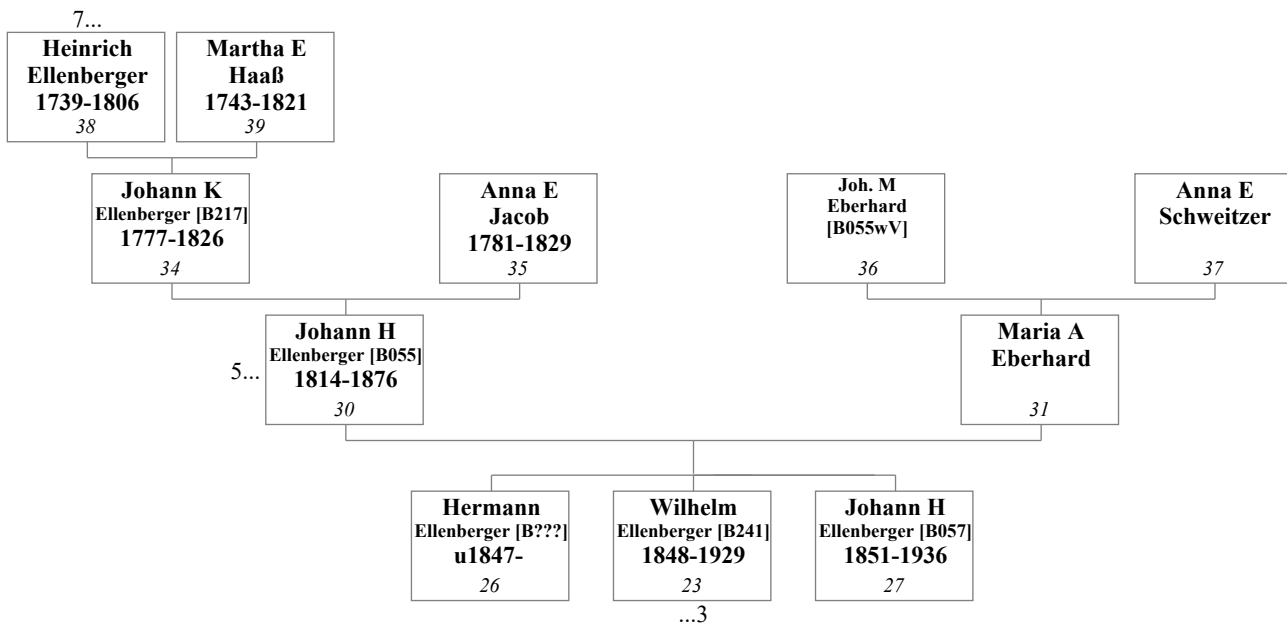 7...
Heinrich
Ellenberger
1739-1806
38
Martha E
Haaß
1743-1821
39
Johann K
Ellenberger [B217]
1777-1826
34
Anna E
Jacob
1781-1829
35
Joh. M
Eberhard
[B055wV]
36
Anna E
Schweitzer
37
5...
Johann H
Ellenberger [B055]
1814-1876
30
Maria A
Eberhard
31
Hermann
Ellenberger [B???]
u1847-
26
Wilhelm
Ellenberger [B241]
1848-1929
23
Johann H
Ellenberger [B057]
1851-1936
27
...3